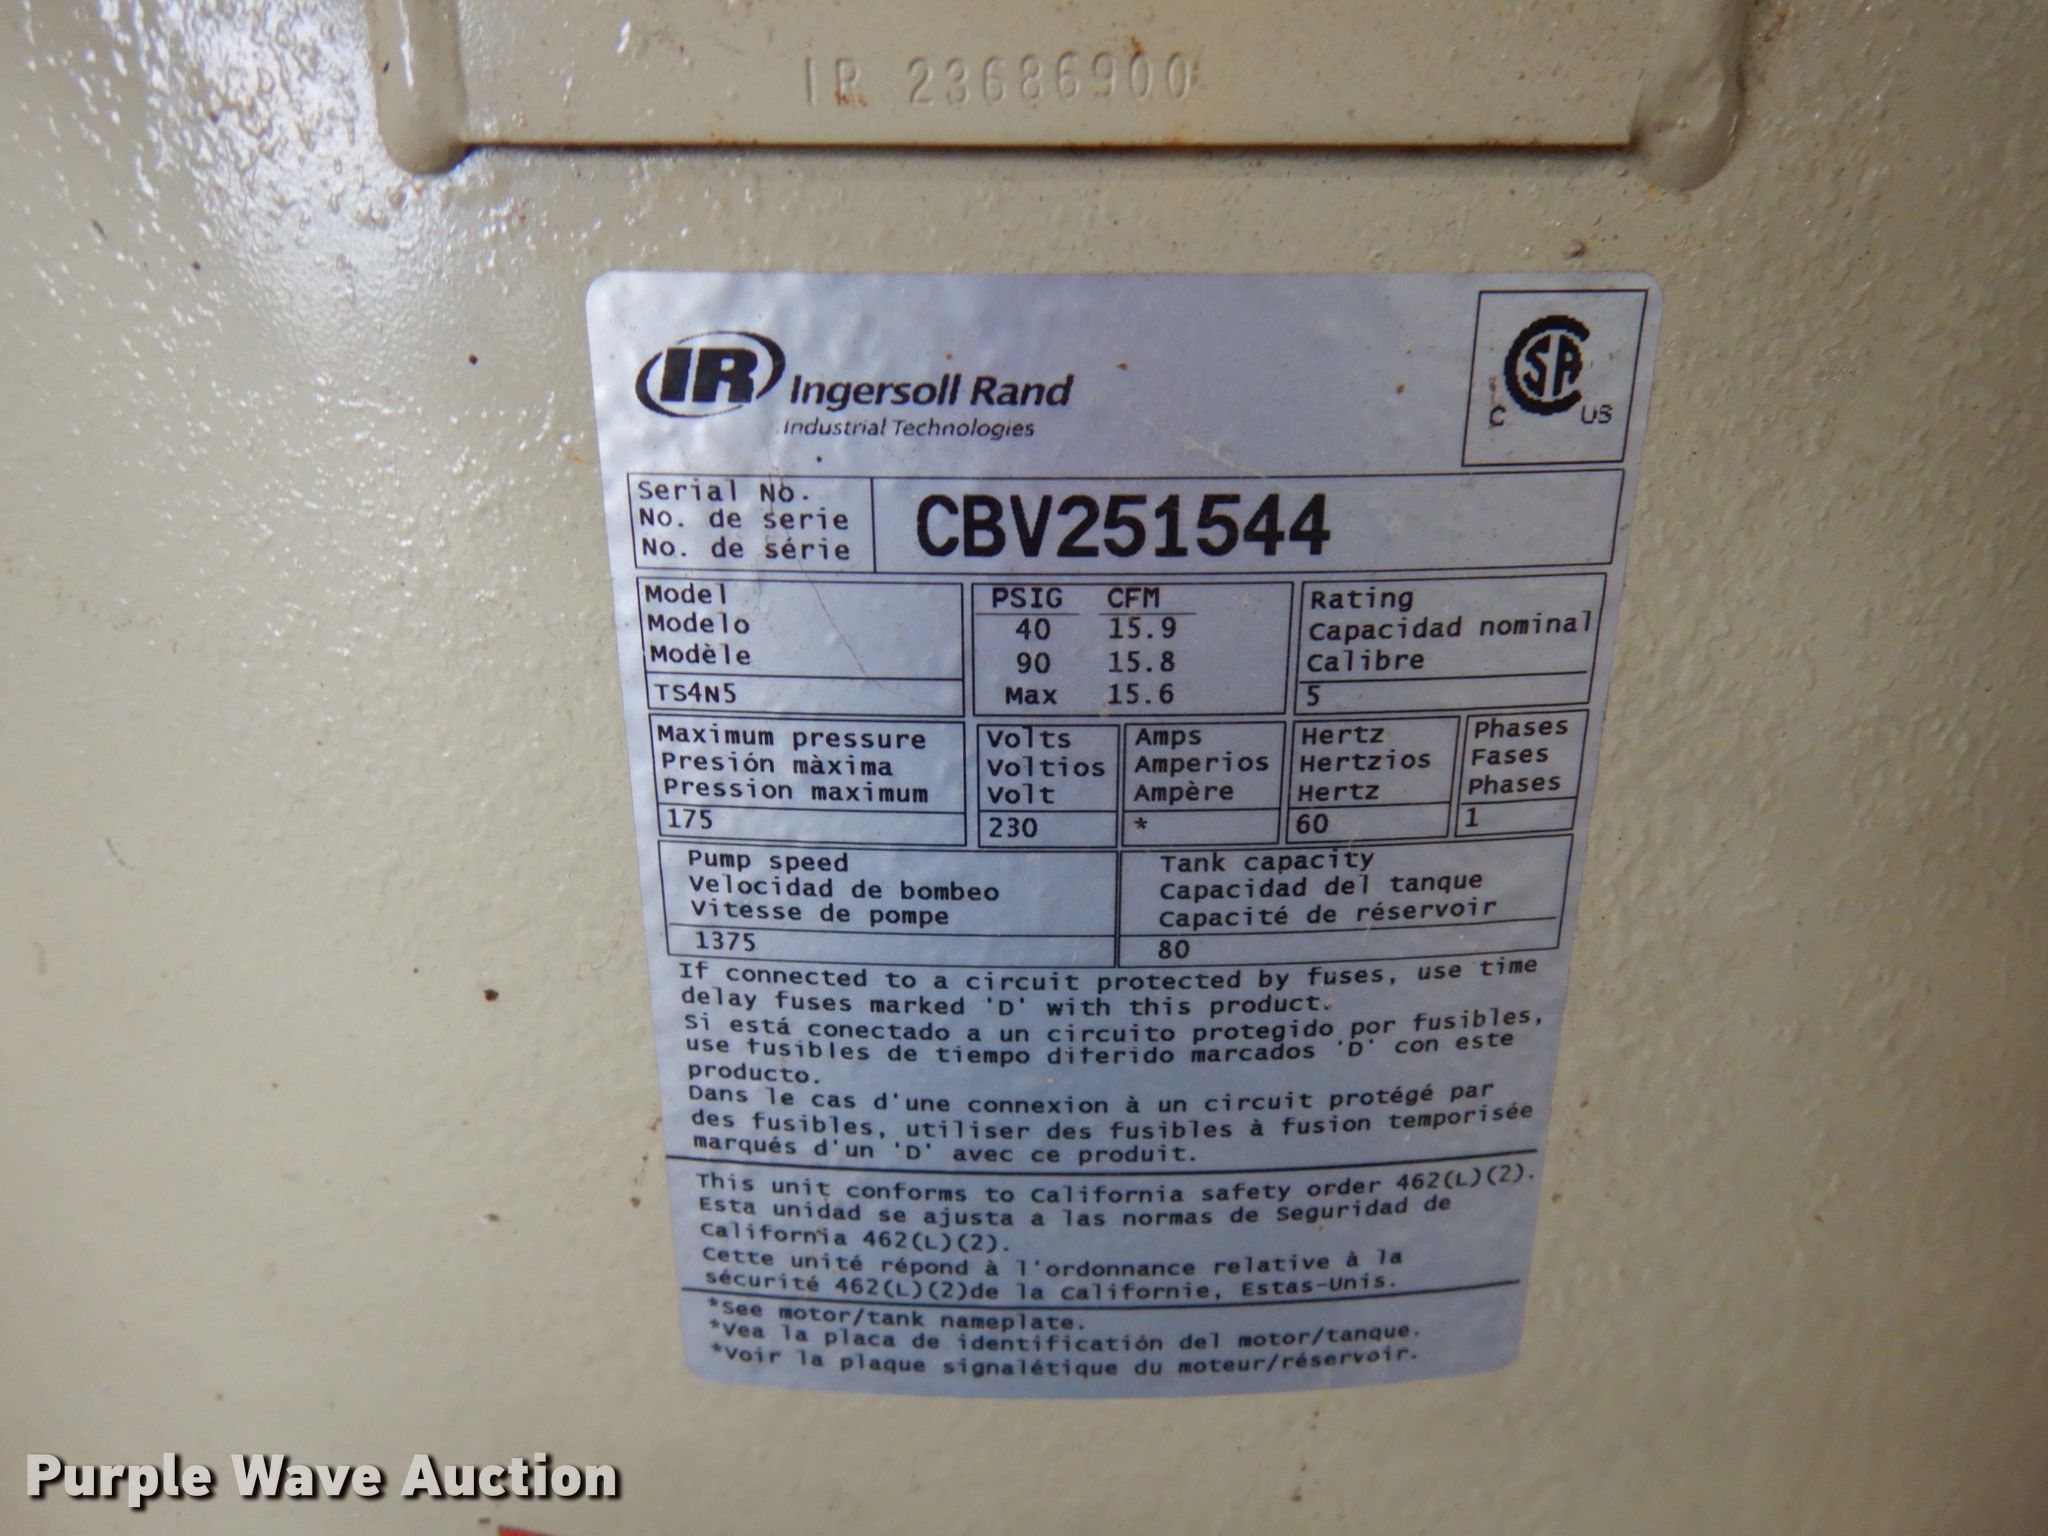 IR 23686900
IR Ingersoll Rand
Industrial Technologies
CSA
C US
Serial No.
No. de serie
No. de série
CBV251544
Model
Modelo
Modèle
TS4N5
PSIG CFM
40 15.9
90 15.8
Max 15.6
Rating
Capacidad nominal
Calibre
5
Maximum pressure
Presión màxima
Pression maximum
175
Volts
Voltios
Volt
230
Amps
Amperios
Ampère
*
Hertz
Hertzios
Hertz
60
Phases
Fases
Phases
1
Pump speed
Velocidad de bombeo
Vitesse de pompe
1375
Tank capacity
Capacidad del tanque
Capacité de réservoir
80
If connected to a circuit protected by fuses, use time
delay fuses marked 'D' with this product.
Si está conectado a un circuito protegido por fusibles,
use fusibles de tiempo diferido marcados 'D' con este
producto.
Dans le cas d'une connexion à un circuit protégé par
des fusibles, utiliser des fusibles à fusion temporisée
marqués d'un 'D' avec ce produit.
This unit conforms to California safety order 462(L)(2).
Esta unidad se ajusta a las normas de Seguridad de
California 462(L)(2).
Cette unité répond à l'ordonnance relative à la
sécurité 462(L)(2)de la Californie, Estas-Unis.
*See motor/tank nameplate.
*Vea la placa de identificatión del motor/tanque.
*Voir la plaque signalétique du moteur/réservoir.
Purple Wave Auction